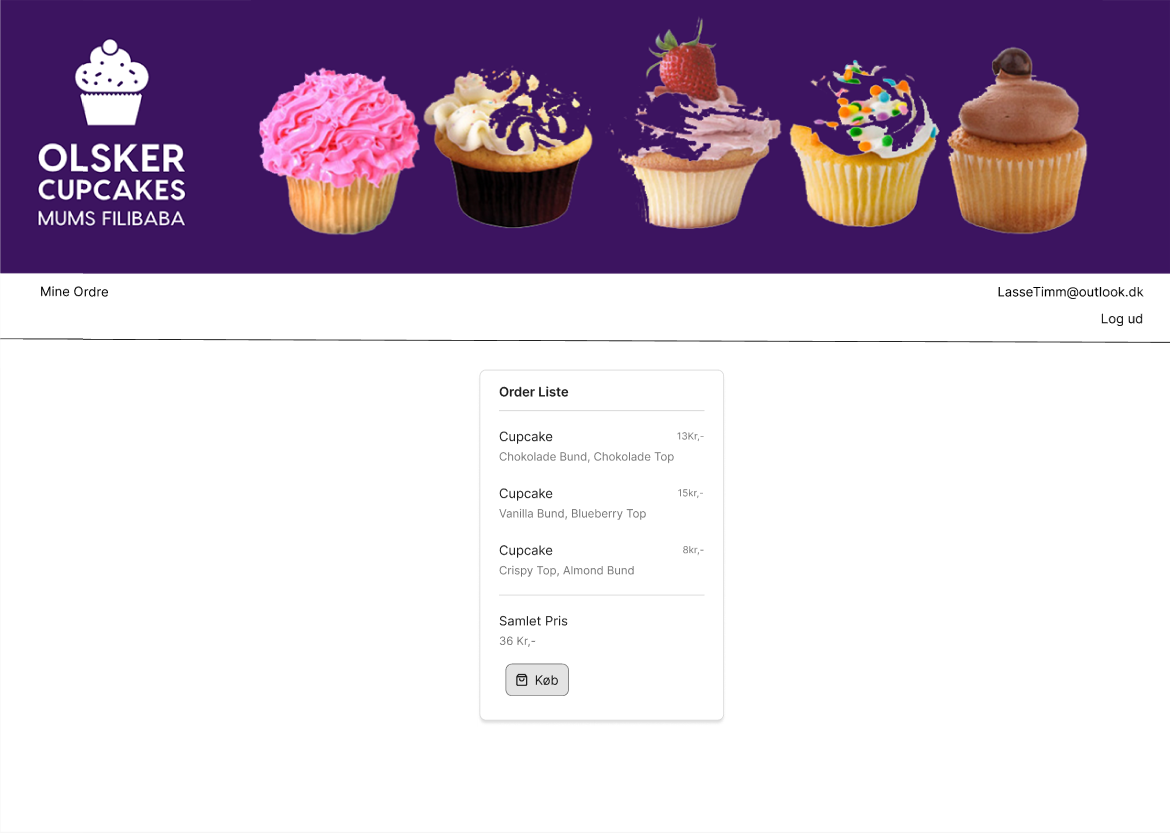 OLSKER
CUPCAKES
MUMS FILIBABA
Mine Ordre
LasseTimm@outlook.dk
Log ud
Order Liste
Cupcake 13Kr,-
Chokolade Bund, Chokolade Top
Cupcake 15kr,-
Vanilla Bund, Blueberry Top
Cupcake 8kr,-
Crispy Top, Almond Bund
Samlet Pris
36 Kr,-
Køb